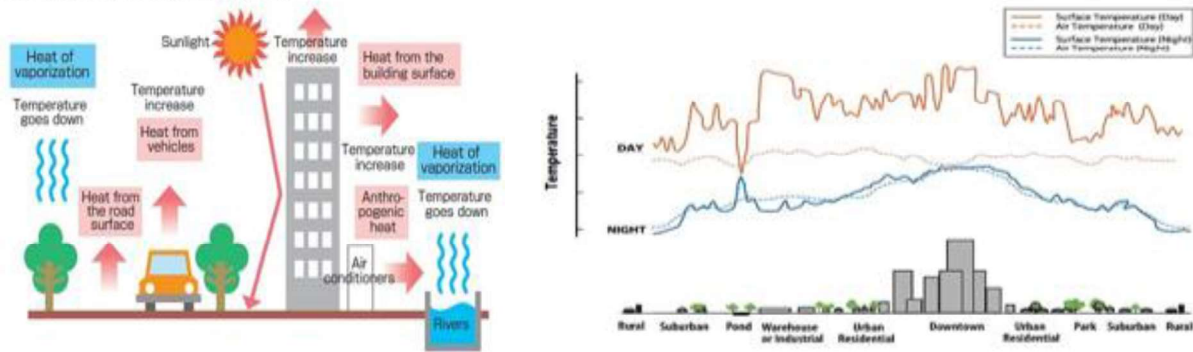 Sunlight
Temperature
increase
Heat of
vaporization
Temperature
goes down
Temperature
increase
Heat from
vehicles
Heat from
the road
surface
Heat from the
building surface
Temperature
increase
Anthro-
pogenic
heat
Air
conditioners
Heat of
vaporization
Temperature
goes down
Rivers
Surface Temperature (Day)
Air Temperature (Day)
Surface Temperature (Night)
Air Temperature (Night)
Temperature
DAY
NIGHT
Rural
Suburban
Pond
Warehouse
or Industrial
Urban
Residential
Downtown
Urban
Residential
Park
Suburban
Rural